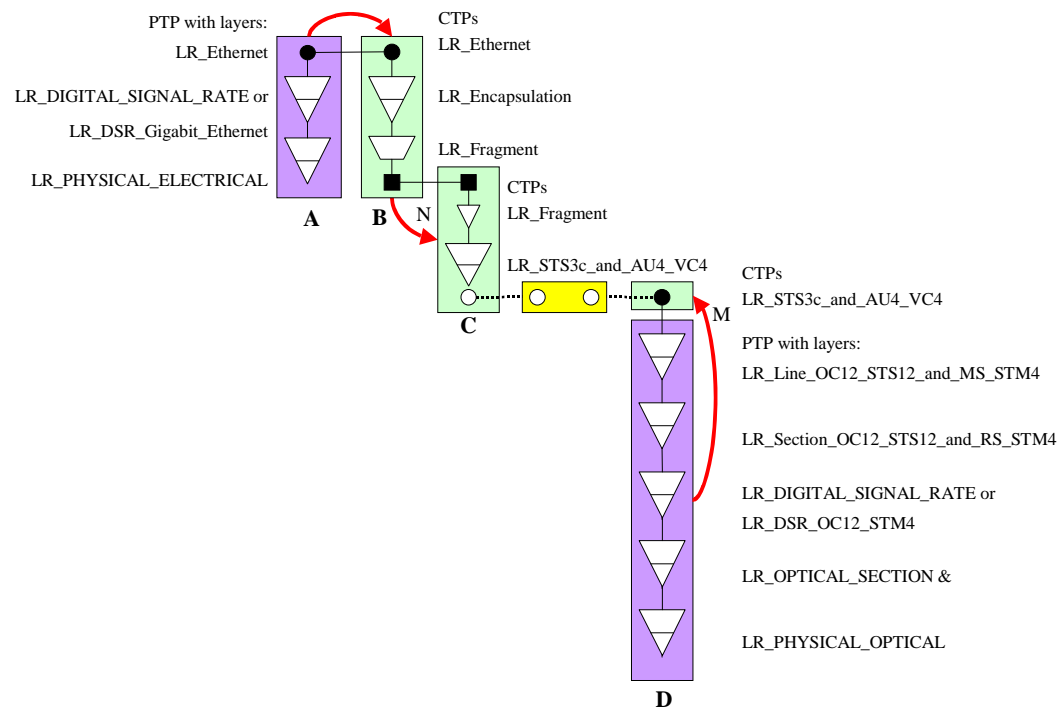 PTP with layers:
LR_Ethernet
LR_DIGITAL_SIGNAL_RATE or
LR_DSR_Gigabit_Ethernet
LR_PHYSICAL_ELECTRICAL
A
CTPs
LR_Ethernet
LR_Encapsulation
LR_Fragment
B
N
CTPs
LR_Fragment
LR_STS3c_and_AU4_VC4
C
CTPs
LR_STS3c_and_AU4_VC4
M
PTP with layers:
LR_Line_OC12_STS12_and_MS_STM4
LR_Section_OC12_STS12_and_RS_STM4
LR_DIGITAL_SIGNAL_RATE or
LR_DSR_OC12_STM4
LR_OPTICAL_SECTION &
LR_PHYSICAL_OPTICAL
D